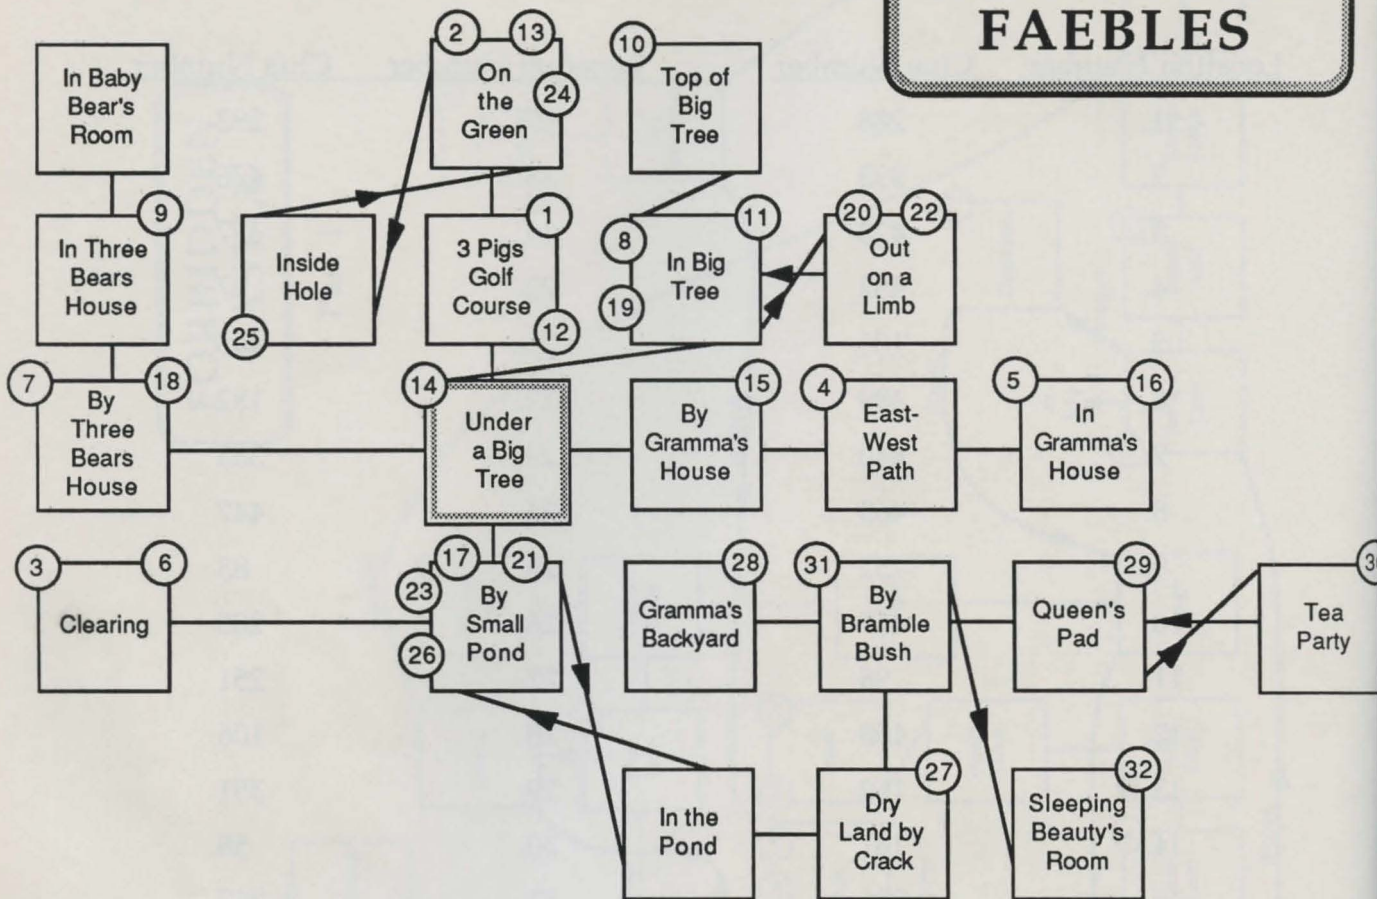 FAEBLES
2
13
10
In Baby
Bear's
Room
On
the
Green
24
Top of
Big
Tree
9
In Three
Bears
House
Inside
Hole
25
1
3 Pigs
Golf
Course
12
8
11
19
In Big
Tree
20
22
Out
on a
Limb
7
18
By
Three
Bears
House
14
Under
a Big
Tree
15
By
Gramma's
House
4
East-
West
Path
5
16
In
Gramma's
House
3
6
Clearing
17
21
23
26
By
Small
Pond
28
Gramma's
Backyard
31
By
Bramble
Bush
29
Queen's
Pad
Tea
Party
In the
Pond
27
Dry
Land by
Crack
32
Sleeping
Beauty's
Room